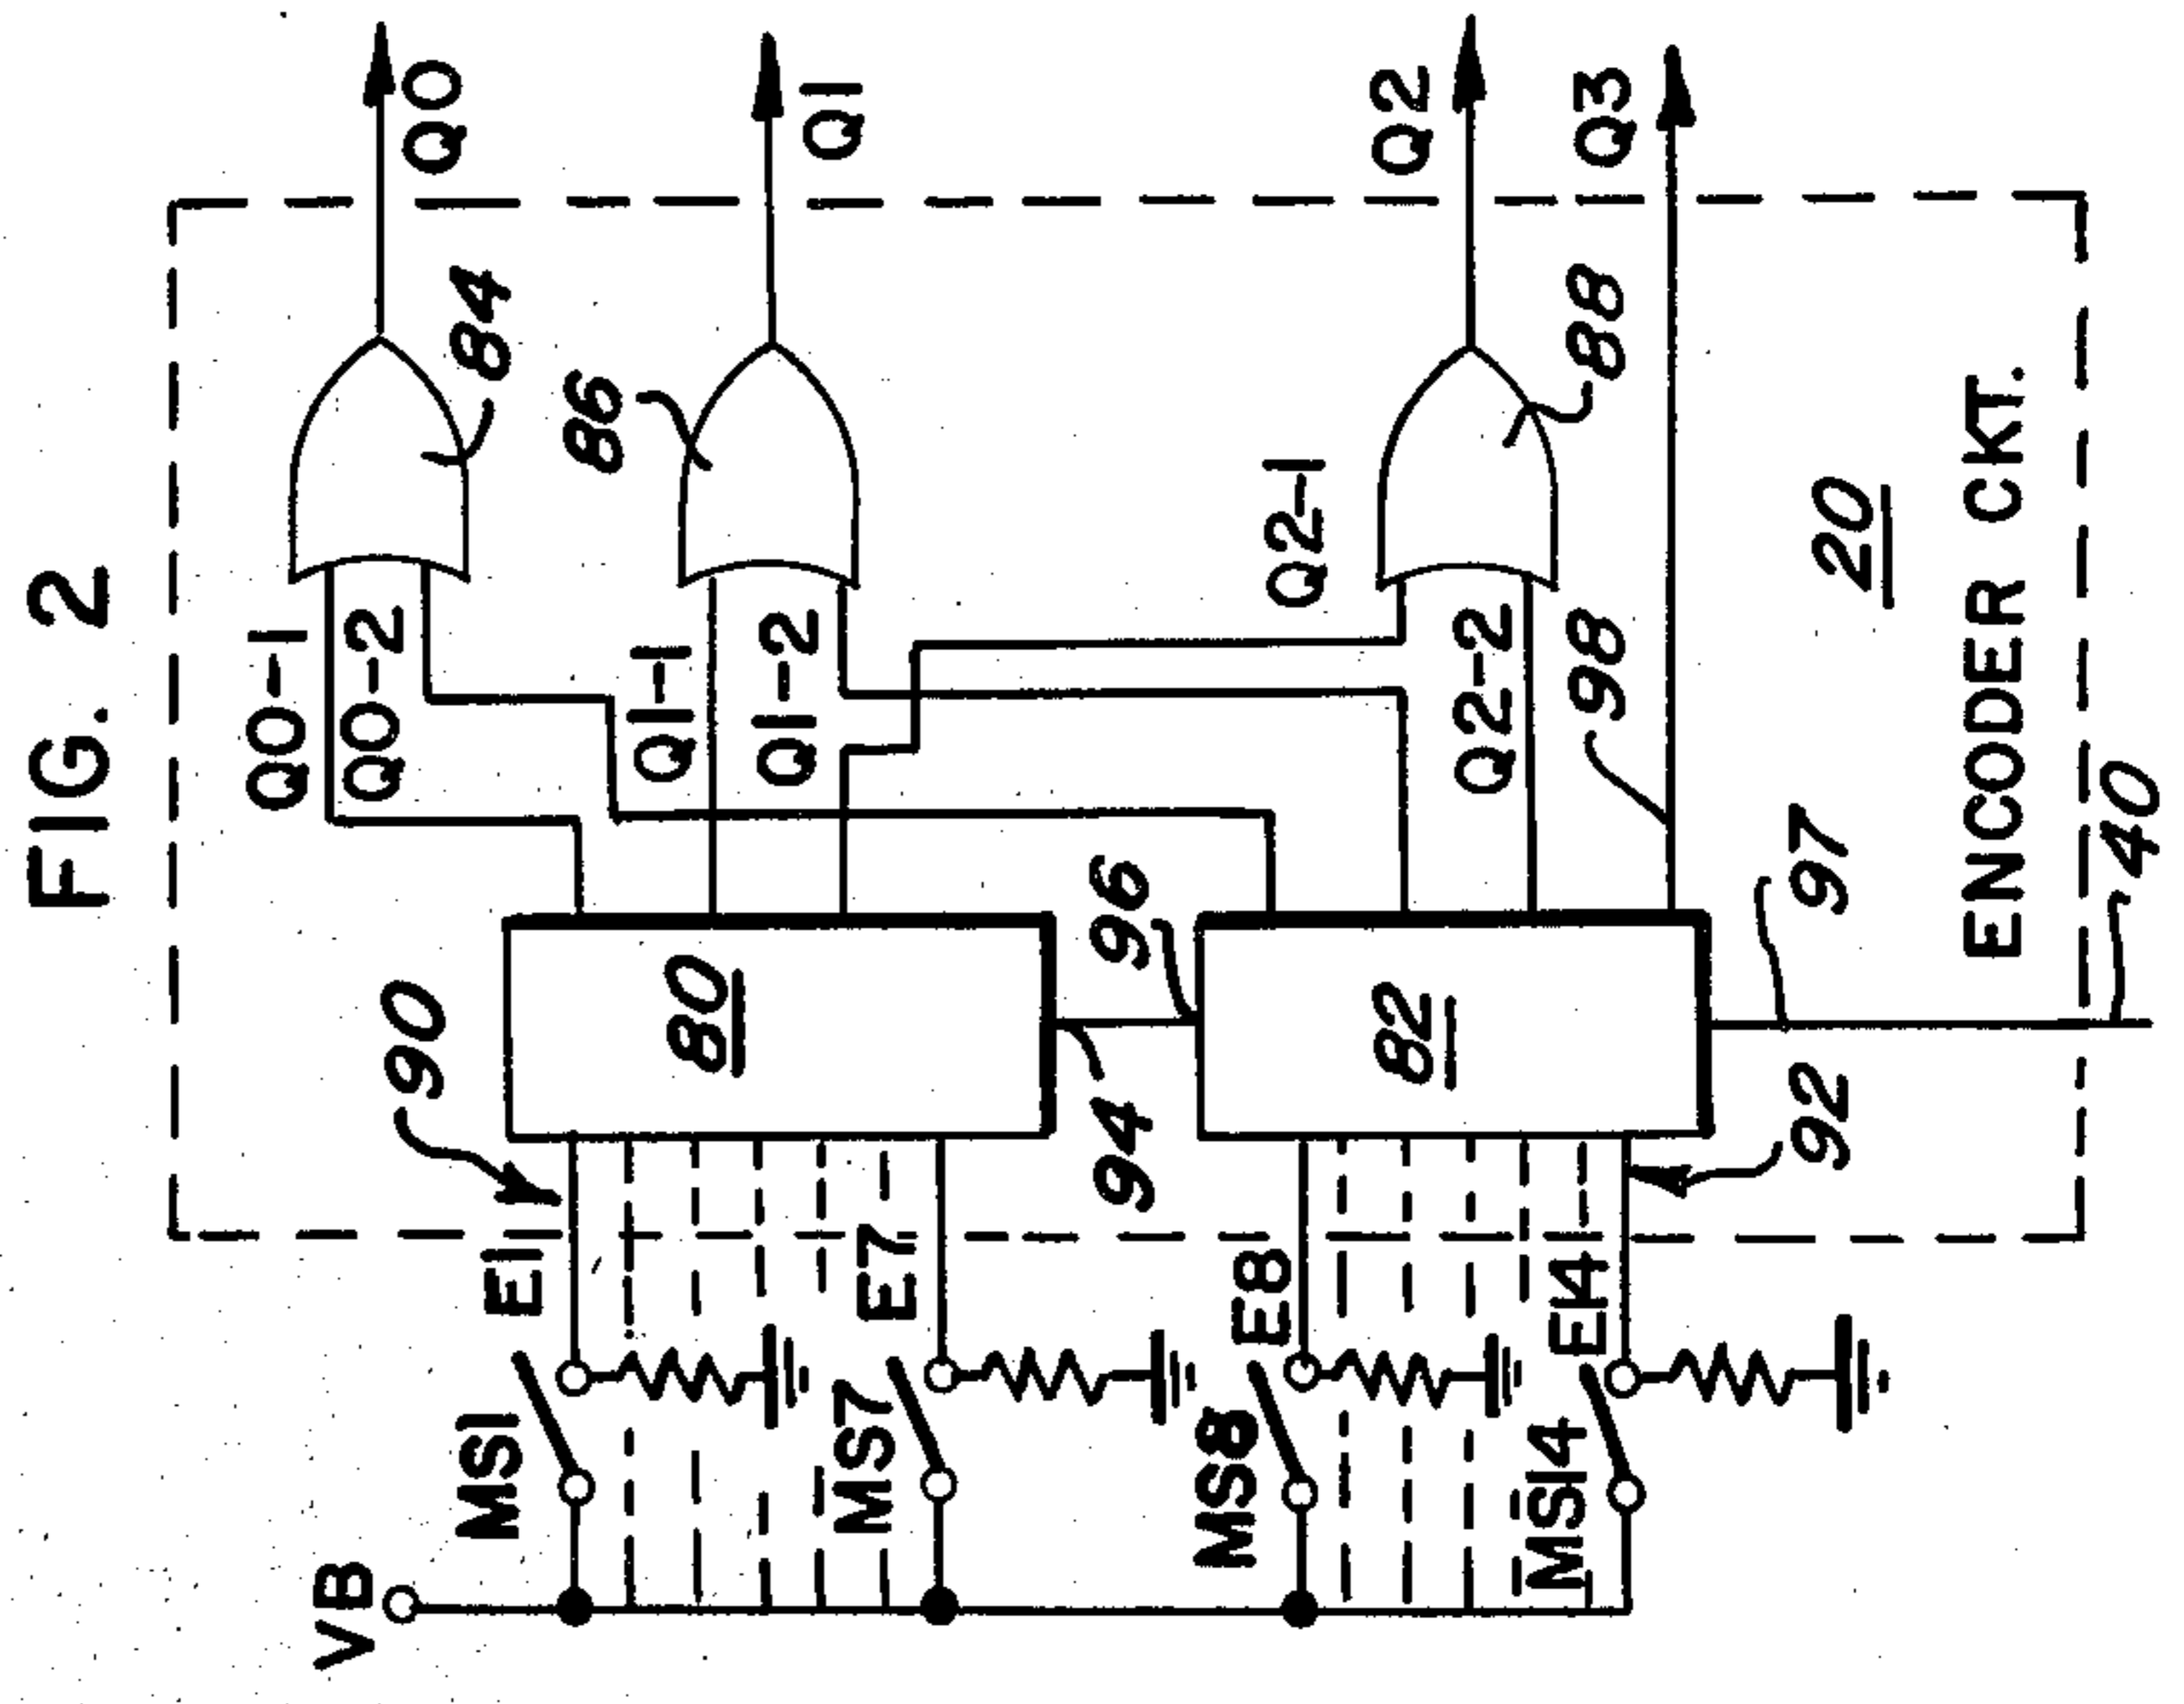 FIG. 2
VB
MS1
MS7
MS8
MS14
E1
E7
E8
E14
90
92
94
96
97
98
40
80
82
Q0-1
Q0-2
Q1-1
Q1-2
Q2-1
Q2-2
84
86
88
Q0
Q1
Q2
Q3
20
ENCODER CKT.